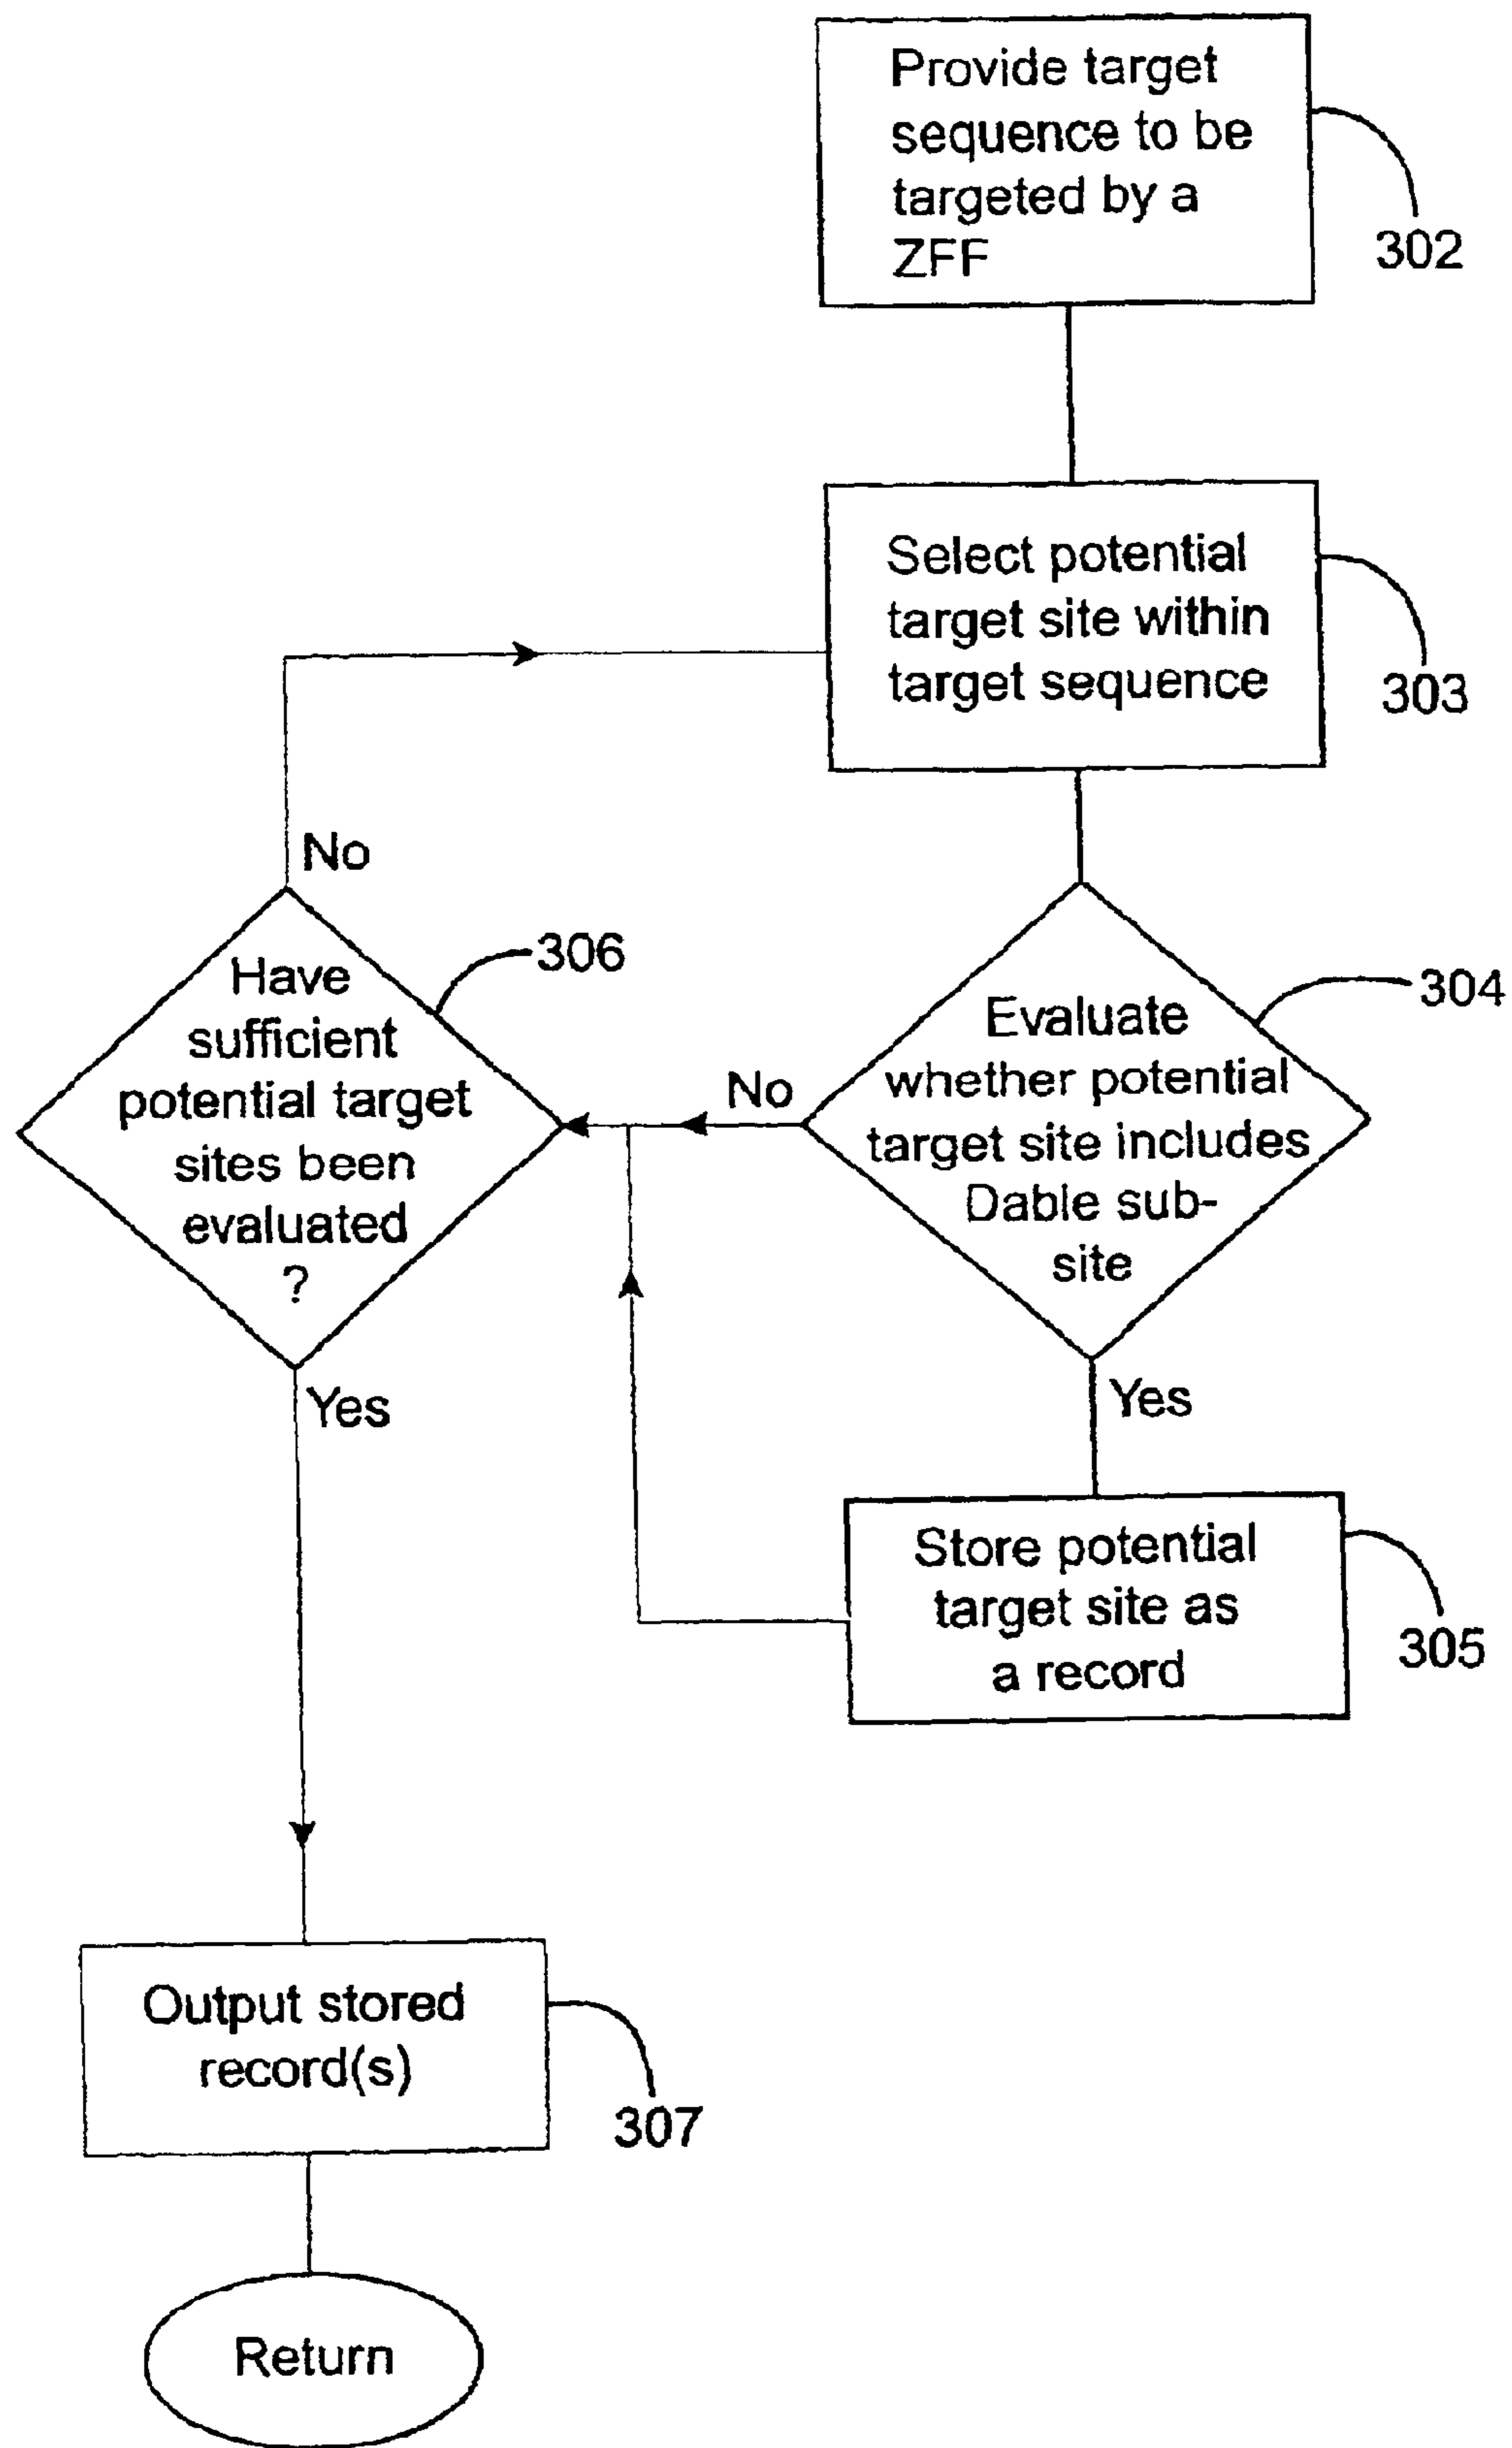 Provide target
sequence to be
targeted by a
ZFF
302
Select potential
target site within
target sequence
303
No
Have
sufficient
potential target
sites been
evaluated
?
306
Yes
No
Evaluate
whether potential
target site includes
Dable sub-
site
304
Yes
Store potential
target site as
a record
305
Output stored
record(s)
307
Return